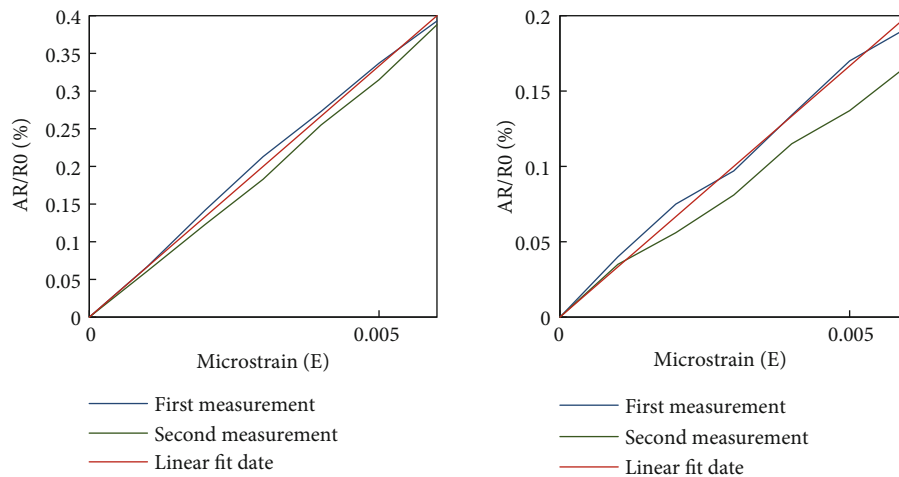 0.4
0.35
0.3
0.25
0.2
0.15
0.1
0.05
0
AR/R0 (%)
0
0.005
Microstrain (E)
First measurement
Second measurement
Linear fit date
0.2
0.15
0.1
0.05
0
AR/R0 (%)
0
0.005
Microstrain (E)
First measurement
Second measurement
Linear fit date